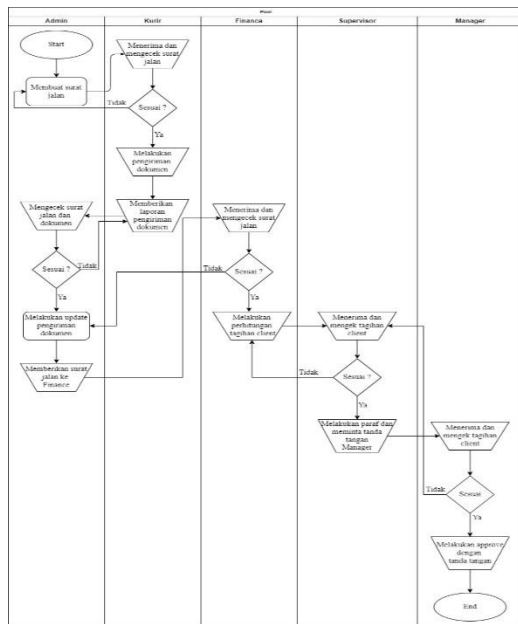 Pool
Admin
Kurir
Finance
Supervisor
Manager
Start
Menerima dan
mengecek surat
jalan
Membuat surat
jalan
Tidak
Sesuai ?
Ya
Melakukan
pengiriman
dokumen
Mengecek surat
jalan dan
dokumen
Memberikan
laporan
pengiriman
dokumen
Menerima dan
mengecek surat
jalan
Sesuai ?
Tidak
Ya
Tidak
Sesuai ?
Ya
Melakukan update
pengiriman
dokumen
Melakukan
perhitungan
tagihan client
Menerima dan
mengek tagihan
client
Memberikan surat
jalan ke
Finance
Tidak
Sesuai ?
Ya
Melakukan paraf dan
meminta tanda
tangan
Manager
Menerima dan
mengek tagihan
client
Tidak
Sesuai
Ya
Melakukan approve
dengan
tanda tangan
End